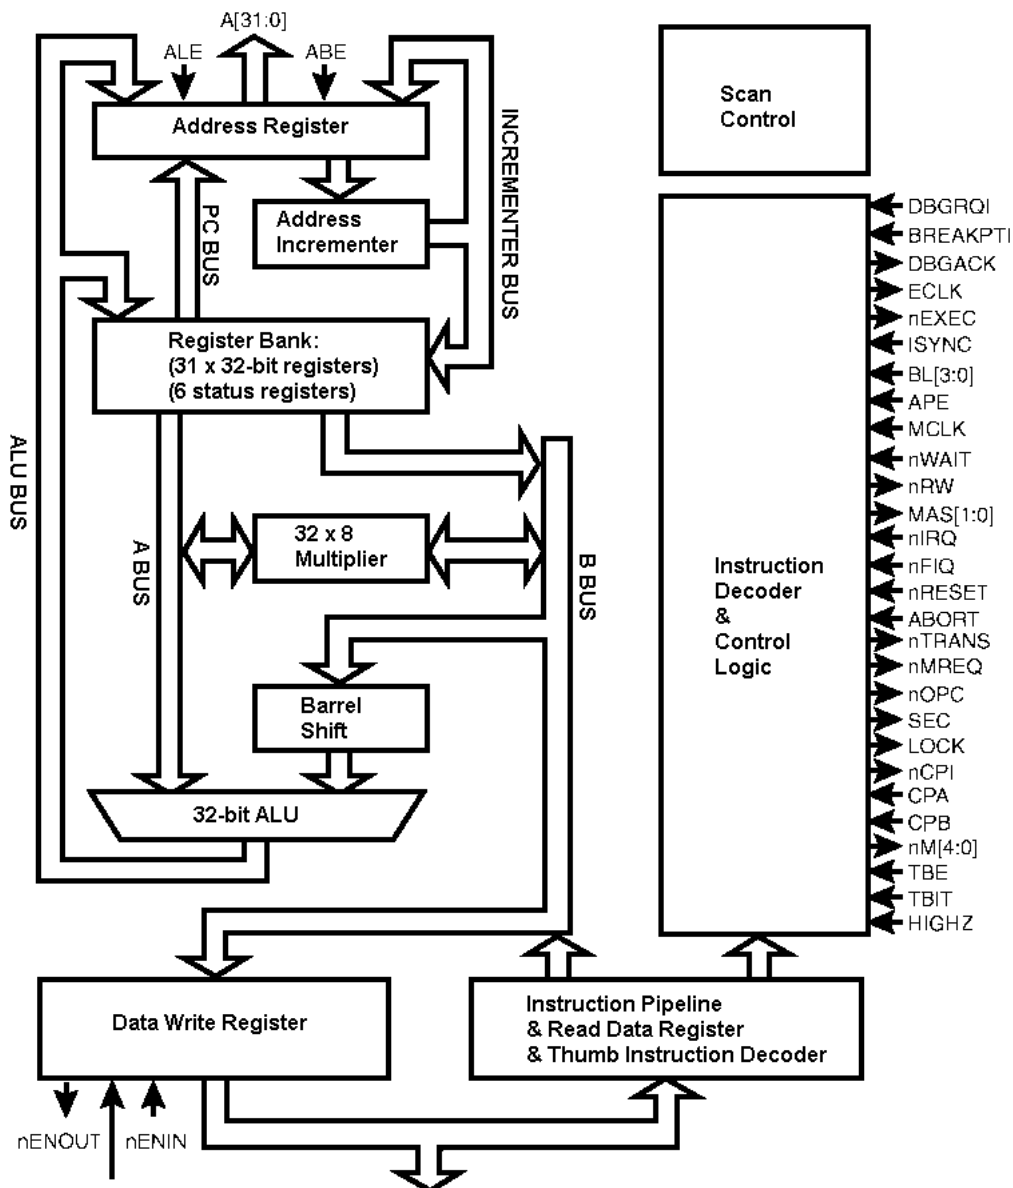 A[31:0]
ALE
ABE
Address Register
Scan
Control
INCREMENTER BUS
PC BUS
Address
Incrementer
Register Bank:
(31 x 32-bit registers)
(6 status registers)
ALU BUS
A BUS
32 x 8
Multiplier
B BUS
Barrel
Shift
32-bit ALU
Instruction
Decoder
&
Control
Logic
DBGRQI
BREAKPTI
DBGACK
ECLK
nEXEC
ISYNC
BL[3:0]
APE
MCLK
nWAIT
nRW
MAS[1:0]
nIRQ
nFIQ
nRESET
ABORT
nTRANS
nMREQ
nOPC
SEC
LOCK
nCPI
CPA
CPB
nM[4:0]
TBE
TBIT
HIGHZ
Data Write Register
Instruction Pipeline
& Read Data Register
& Thumb Instruction Decoder
nENOUT
nENIN